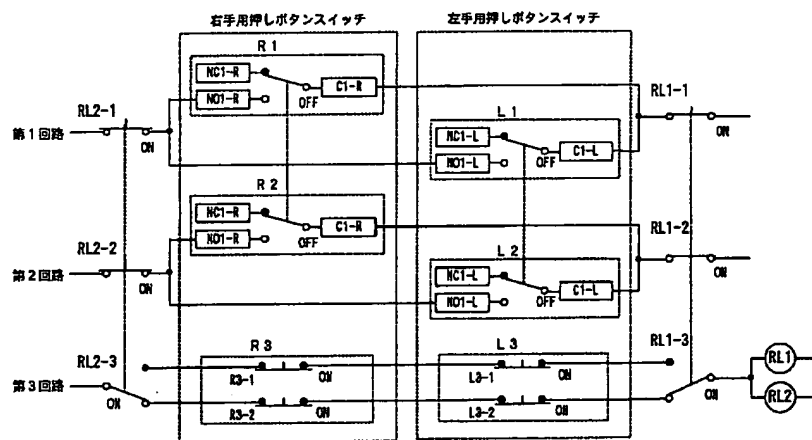 右手用押しボタンスイッチ
左手用押しボタンスイッチ
R1
NC1-R
NO1-R
OFF
C1-R
RL2-1
第1回路
ON
L1
NC1-L
NO1-L
OFF
C1-L
RL1-1
ON
R2
NC1-R
NO1-R
OFF
C1-R
RL2-2
第2回路
ON
L2
NC1-L
NO1-L
OFF
C1-L
RL1-2
ON
RL2-3
第3回路
ON
R3
R3-1
ON
R3-2
ON
L3
L3-1
ON
L3-2
ON
RL1-3
ON
RL1
RL2